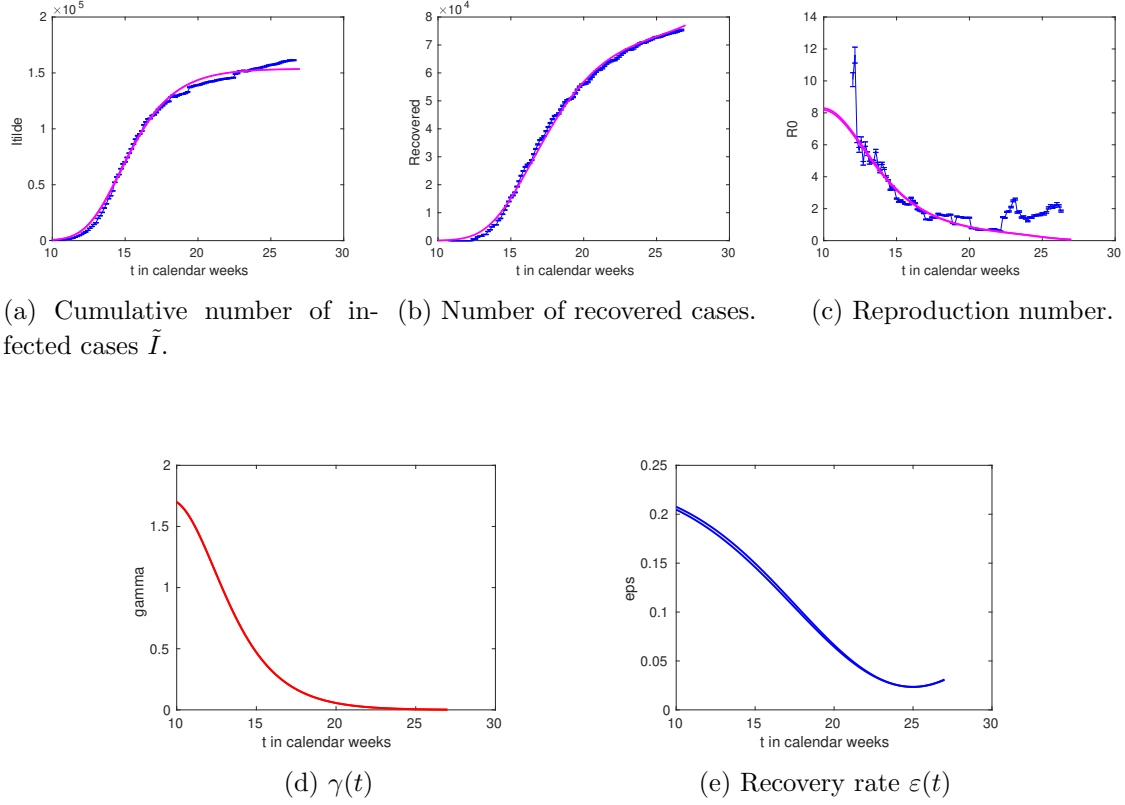 ×10^5
2
1.5
1
0.5
0
Itilde
10 15 20 25 30
t in calendar weeks
×10^4
8
7
6
5
4
3
2
1
0
Recovered
10 15 20 25 30
t in calendar weeks
14
12
10
8
6
4
2
0
R0
10 15 20 25 30
t in calendar weeks
(a) Cumulative number of in-
fected cases Ĩ.
(b) Number of recovered cases.
(c) Reproduction number.
2
1.5
1
0.5
0
gamma
10 15 20 25 30
t in calendar weeks
0.25
0.2
0.15
0.1
0.05
0
eps
10 15 20 25 30
t in calendar weeks
(d) γ(t)
(e) Recovery rate ε(t)